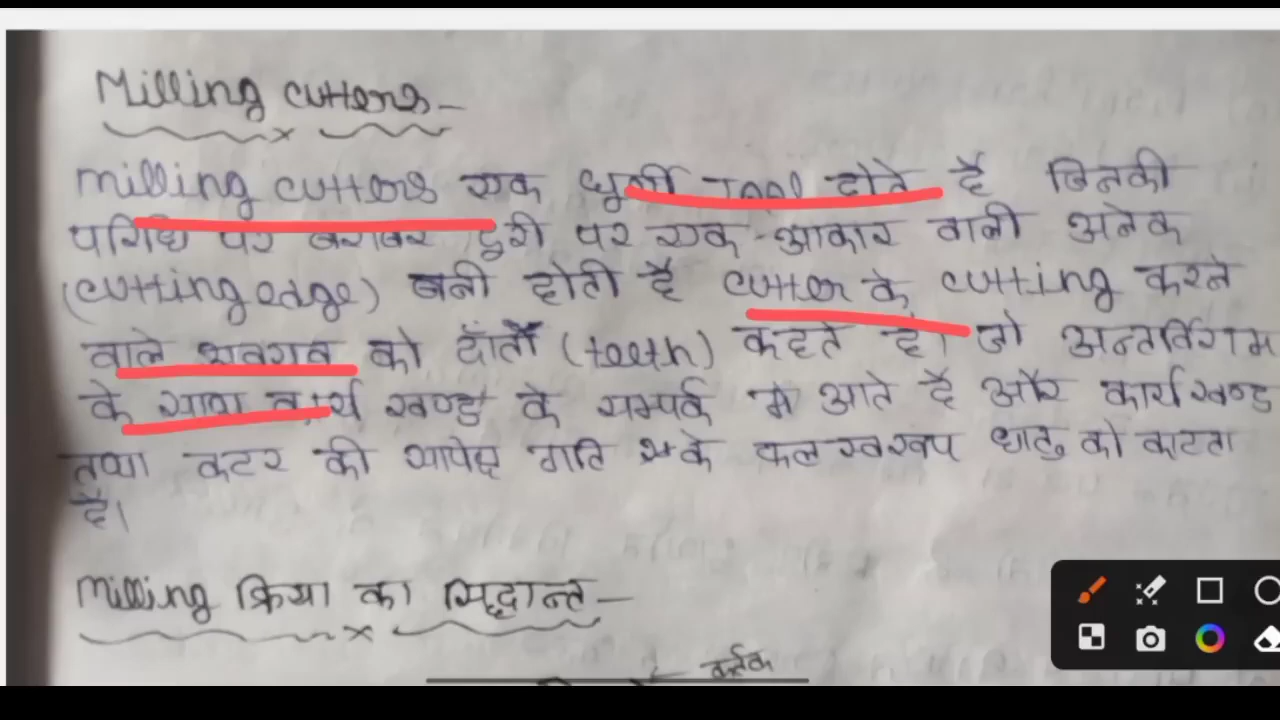 Milling cutters -
Milling cutters एक घूर्णी Tool होते है जिनकी
परिधि पर बराबर दूरी पर एक आकार वाली अनेक
(cutting edge) बनी होती है cutter के cutting करने
वाले अवयव को दाँतों (teeth) कहते है। जो अन्तर्विराम
के साथ कार्य खण्ड के सम्पर्क में आते है और कार्यखण्ड
तथा कटर की सापेक्ष गति के फलस्वरूप धातु को काटता
है।
Milling क्रिया का सिद्धान्त -
कर्तक